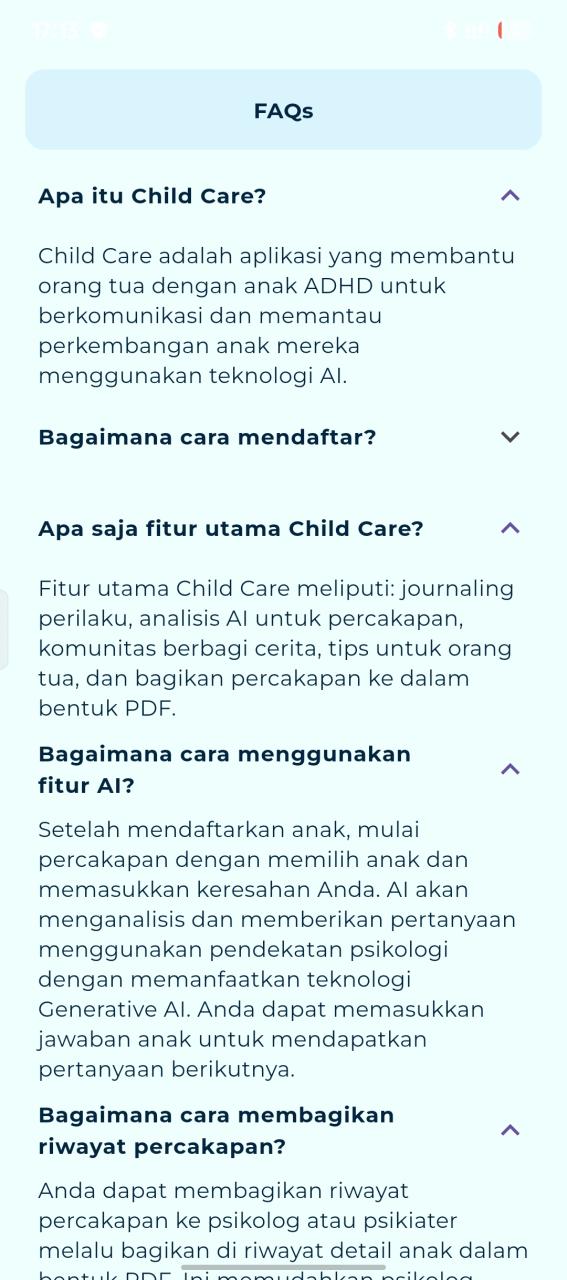 FAQs
Apa itu Child Care?
Child Care adalah aplikasi yang membantu
orang tua dengan anak ADHD untuk
berkomunikasi dan memantau
perkembangan anak mereka
menggunakan teknologi AI.
Bagaimana cara mendaftar?
Apa saja fitur utama Child Care?
Fitur utama Child Care meliputi: journaling
perilaku, analisis AI untuk percakapan,
komunitas berbagi cerita, tips untuk orang
tua, dan bagikan percakapan ke dalam
bentuk PDF.
Bagaimana cara menggunakan
fitur AI?
Setelah mendaftarkan anak, mulai
percakapan dengan memilih anak dan
memasukkan keresahan Anda. AI akan
menganalisis dan memberikan pertanyaan
menggunakan pendekatan psikologi
dengan memanfaatkan teknologi
Generative AI. Anda dapat memasukkan
jawaban anak untuk mendapatkan
pertanyaan berikutnya.
Bagaimana cara membagikan
riwayat percakapan?
Anda dapat membagikan riwayat
percakapan ke psikolog atau psikiater
melalu bagikan di riwayat detail anak dalam
bentuk PDF. Ini memudahkan psikolog